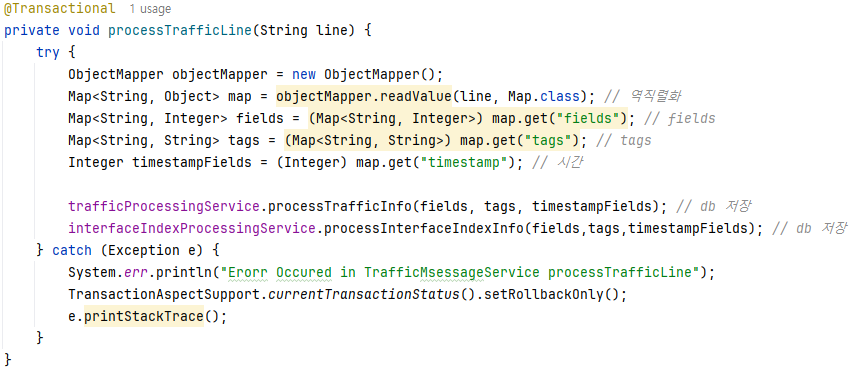 @Transactional 1 usage
private void processTrafficLine(String line) {
try {
ObjectMapper objectMapper = new ObjectMapper();
Map<String, Object> map = objectMapper.readValue(line, Map.class); // 역직렬화
Map<String, Integer> fields = (Map<String, Integer>) map.get("fields"); // fields
Map<String, String> tags = (Map<String, String>) map.get("tags"); // tags
Integer timestampFields = (Integer) map.get("timestamp"); // 시간
trafficProcessingService.processTrafficInfo(fields, tags, timestampFields); // db 저장
interfaceIndexProcessingService.processInterfaceIndexInfo(fields,tags,timestampFields); // db 저장
} catch (Exception e) {
System.err.println("Erorr Occured in TrafficMsessageService processTrafficLine");
TransactionAspectSupport.currentTransactionStatus().setRollbackOnly();
e.printStackTrace();
}
}